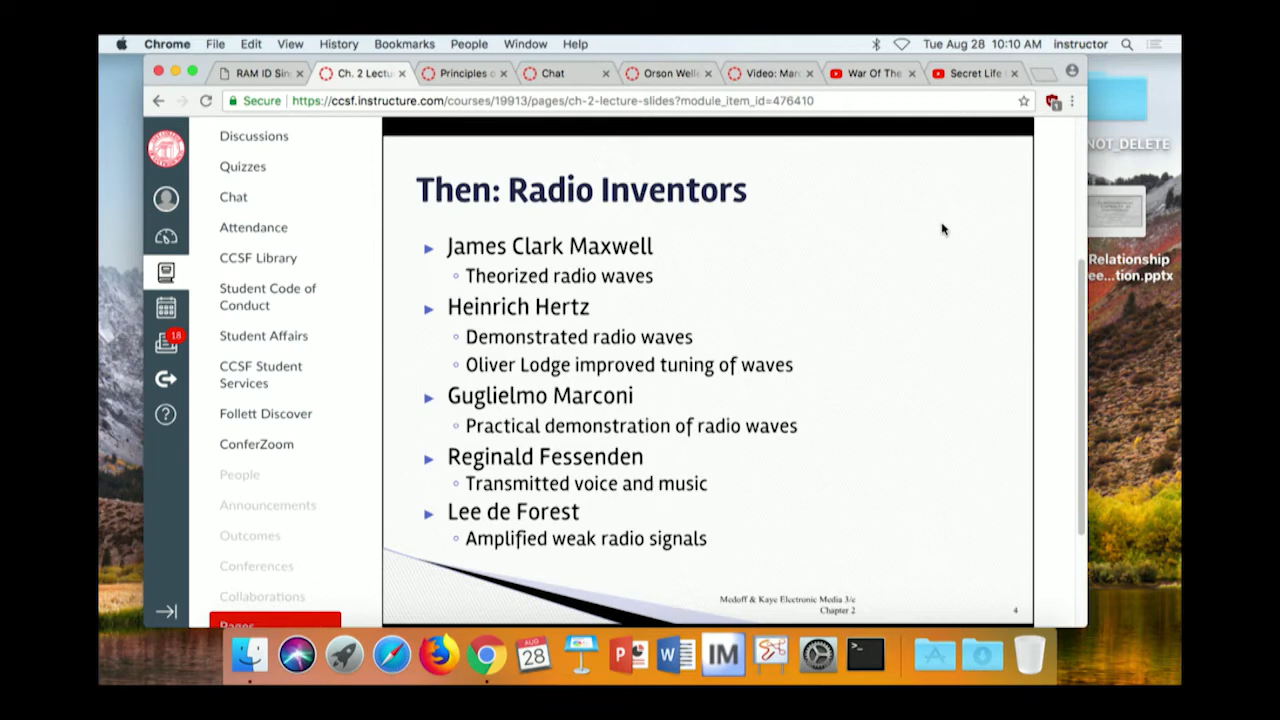 Chrome File Edit View History Bookmarks People Window Help Tue Aug 28 10:10 AM instructor
RAM ID Sin Ch. 2 Lectu Principles o Chat Orson Well Video: Marc War Of The Secret Life
Secure https://ccsf.instructure.com/courses/19913/pages/ch-2-lecture-slides?module_item_id=476410
1
NOT_DELETE
Relationship
ee...tion.pptx
18
Discussions
Quizzes
Chat
Attendance
CCSF Library
Student Code of
Conduct
Student Affairs
CCSF Student
Services
Follett Discover
ConferZoom
People
Announcements
Outcomes
Conferences
Collaborations
Pages
Then: Radio Inventors
James Clark Maxwell
Theorized radio waves
Heinrich Hertz
Demonstrated radio waves
Oliver Lodge improved tuning of waves
Guglielmo Marconi
Practical demonstration of radio waves
Reginald Fessenden
Transmitted voice and music
Lee de Forest
Amplified weak radio signals
Medoff & Kaye Electronic Media 3/e
Chapter 2
4
AUG
28
P
W
IM